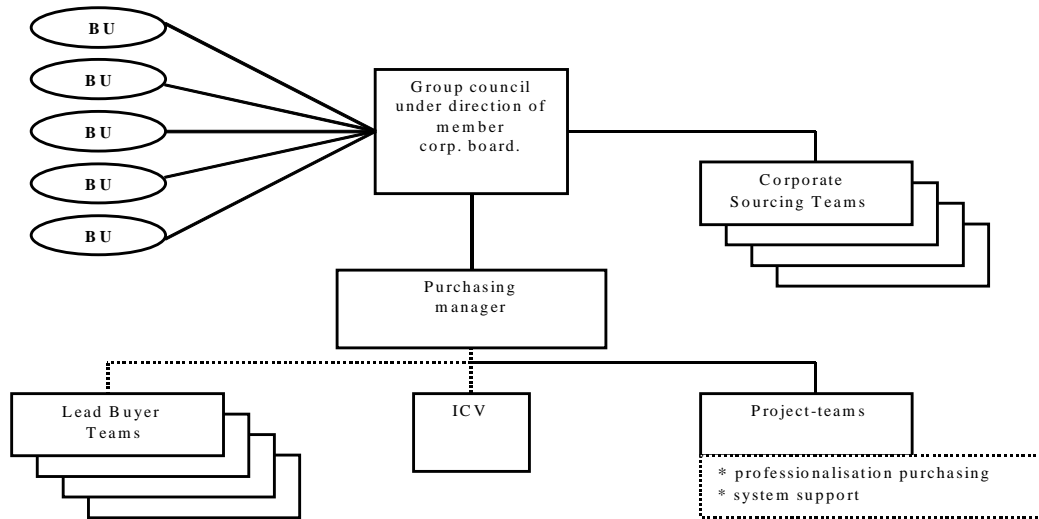 BU
BU
BU
BU
BU
Group council
under direction of
member
corp. board.
Corporate
Sourcing Teams
Purchasing
manager
Lead Buyer
Teams
ICV
Project-teams
* professionalisation purchasing
* system support